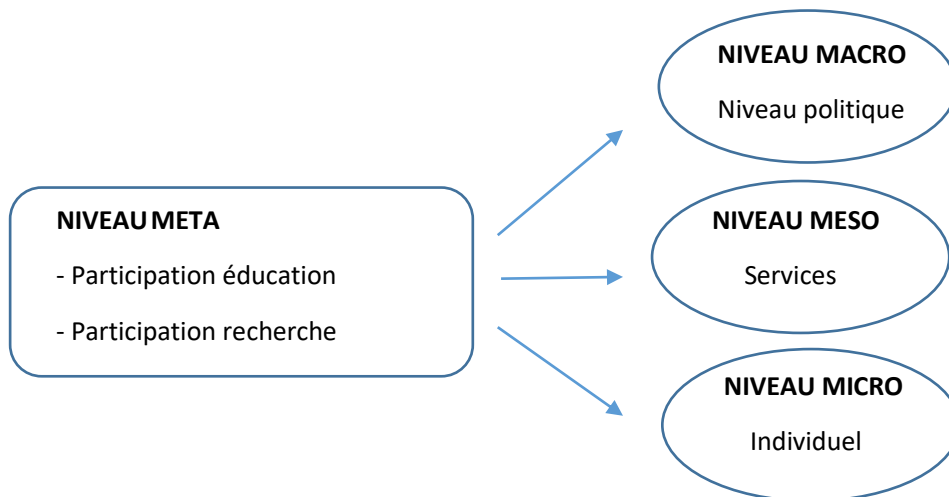 NIVEAU MACRO
Niveau politique
NIVEAU META
- Participation éducation
- Participation recherche
NIVEAU MESO
Services
NIVEAU MICRO
Individuel